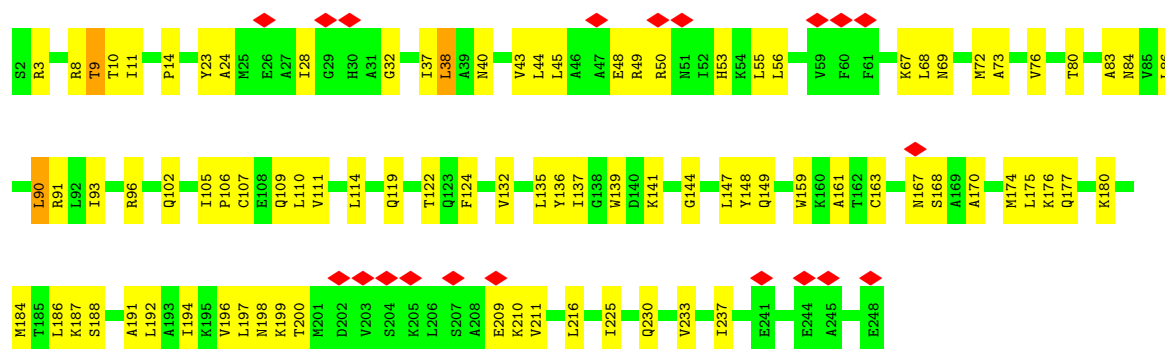 S2 R3 R8 T9 T10 I11 P14 Y23 A24 M25 E26 A27 I28 G29 H30 A31 G32 I37 L38 A39 N40 V43 L44 L45 A46 A47 E48 R49 R50 N51 I52 H53 K54 L55 L56 V59 F60 F61 K67 L68 N69 M72 A73 V76 T80 A83 N84 V85 L86
L90 R91 L92 I93 R96 Q102 I105 P106 C107 E108 Q109 L110 V111 L114 Q119 T122 Q123 F124 V132 L135 Y136 I137 G138 W139 D140 K141 G144 L147 Y148 Q149 W159 K160 A161 T162 C163 N167 S168 A169 A170 M174 L175 K176 Q177 K180
M184 T185 L186 K187 S188 A191 L192 A193 I194 K195 V196 L197 N198 K199 T200 M201 D202 V203 S204 K205 L206 S207 A208 E209 K210 V211 L216 I225 Q230 V233 I237 E241 E244 A245 E248